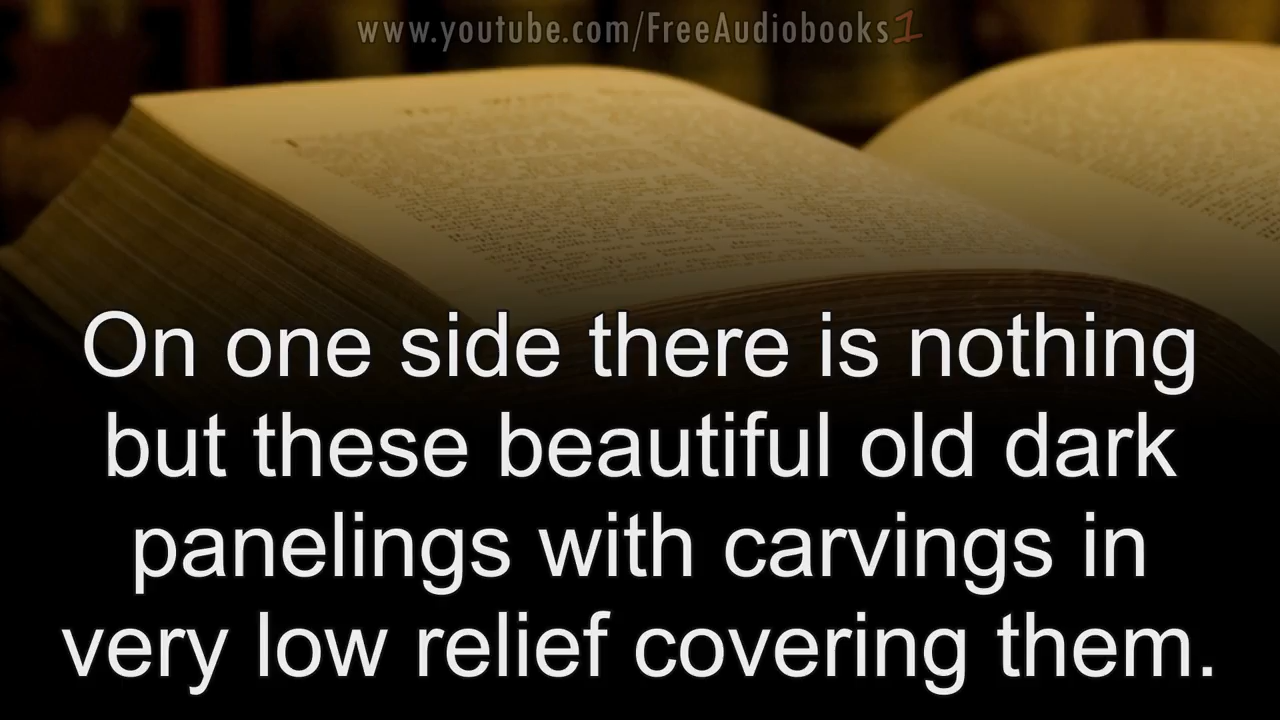 www.youtube.com/FreeAudiobooks1
On one side there is nothing
but these beautiful old dark
panelings with carvings in
very low relief covering them.